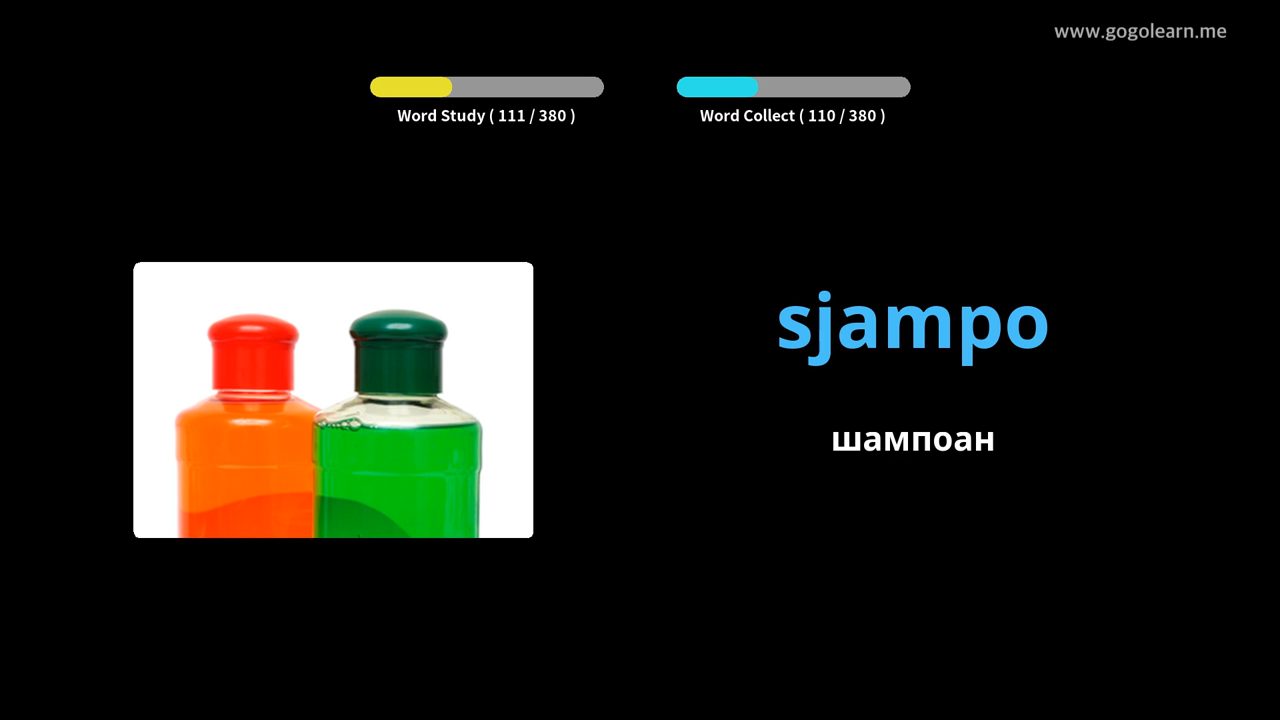 www.gogolearn.me
Word Study ( 111 / 380 )
Word Collect ( 110 / 380 )
sjampo
шампоан